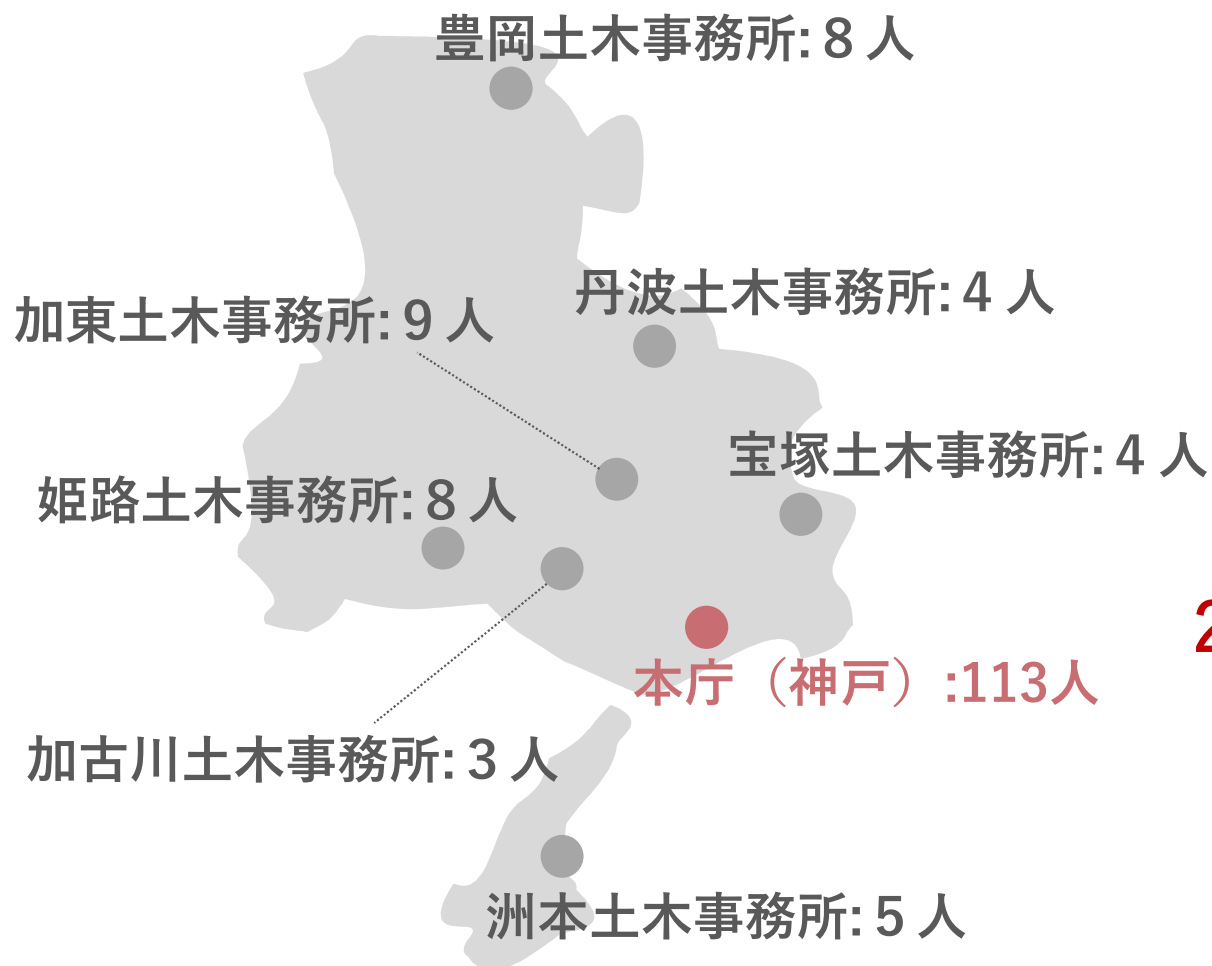 豊岡土木事務所: 8 人
丹波土木事務所: 4 人
加東土木事務所: 9 人
宝塚土木事務所: 4 人
姫路土木事務所: 8 人
2
本庁（神戸）:113人
加古川土木事務所: 3 人
洲本土木事務所: 5 人